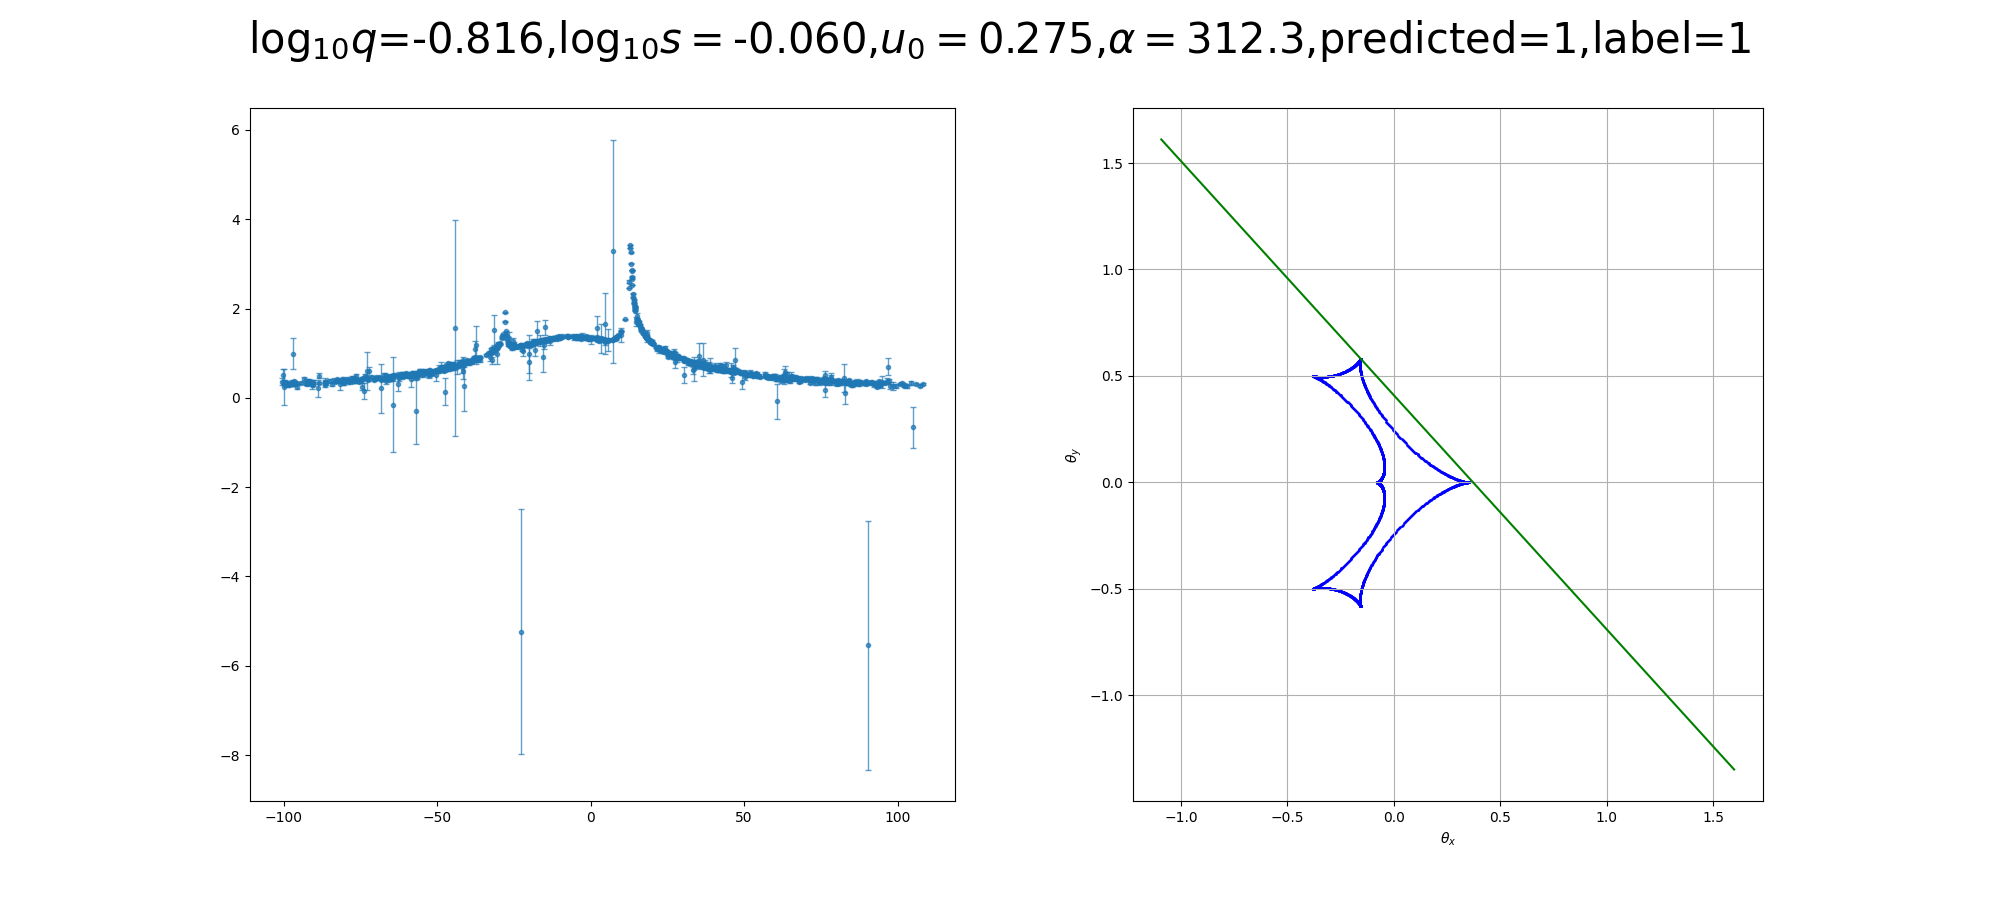 log₁₀q=-0.816,log₁₀s = -0.060,u₀ = 0.275,α = 312.3,predicted=1,label=1
6
4
2
0
−2
−4
−6
−8
−100 −50 0 50 100
1.5
1.0
0.5
0.0
−0.5
−1.0
θy
−1.0 −0.5 0.0 0.5 1.0 1.5
θx